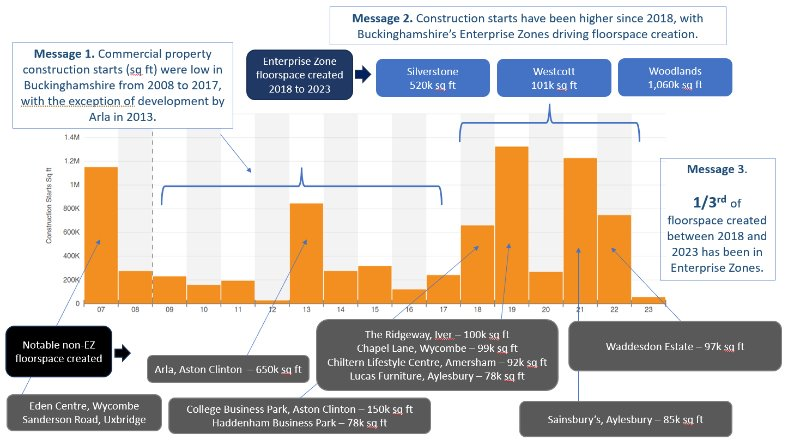 Message 2. Construction starts have been higher since 2018, with
Buckinghamshire's Enterprise Zones driving floorspace creation.
Message 1. Commercial property
construction starts (sq ft) were low in
Buckinghamshire from 2008 to 2017,
with the exception of development by
Arla in 2013.
Enterprise Zone
floorspace created
2018 to 2023
Silverstone
520k sq ft
Westcott
101k sq ft
Woodlands
1,060k sq ft
Construction Starts Sq ft
1.4M
1.2M
1M
800K
600K
400K
200K
0
07 08 09 10 11 12 13 14 15 16 17 18 19 20 21 22 23
Message 3.
1/3rd of
floorspace created
between 2018 and
2023 has been in
Enterprise Zones.
Notable non-EZ
floorspace created
Eden Centre, Wycombe
Sanderson Road, Uxbridge
Arla, Aston Clinton – 650k sq ft
College Business Park, Aston Clinton – 150k sq ft
Haddenham Business Park – 78k sq ft
The Ridgeway, Iver – 100k sq ft
Chapel Lane, Wycombe – 99k sq ft
Chiltern Lifestyle Centre, Amersham – 92k sq ft
Lucas Furniture, Aylesbury – 78k sq ft
Waddesdon Estate – 97k sq ft
Sainsbury's, Aylesbury – 85k sq ft